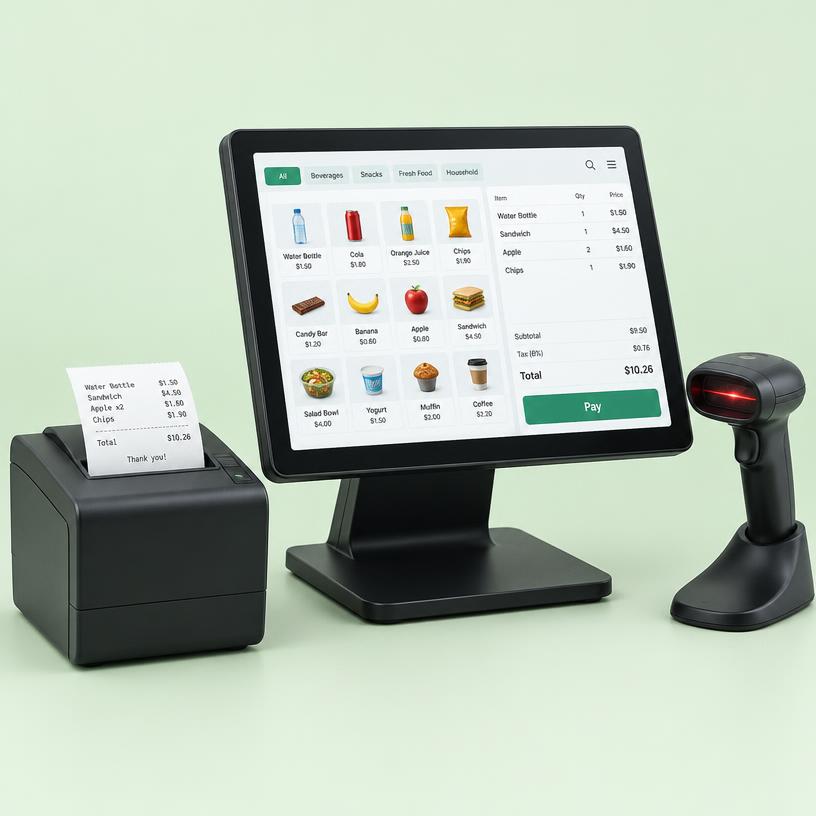 All Beverages Snacks Fresh Food Household
Water Bottle Cola Orange Juice Chips
$1.50 $1.80 $2.50 $1.90
Candy Bar Banana Apple Sandwich
$1.20 $0.60 $0.80 $4.50
Salad Bowl Yogurt Muffin Coffee
$4.00 $1.50 $2.00 $2.20
Item Qty Price
Water Bottle 1 $1.50
Sandwich 1 $4.50
Apple 2 $1.60
Chips 1 $1.90
Subtotal $9.50
Tax (8%) $0.76
Total $10.26
Pay
Water Bottle $1.50
Sandwich $4.50
Apple x2 $1.60
Chips $1.90
Total $10.26
Thank you!